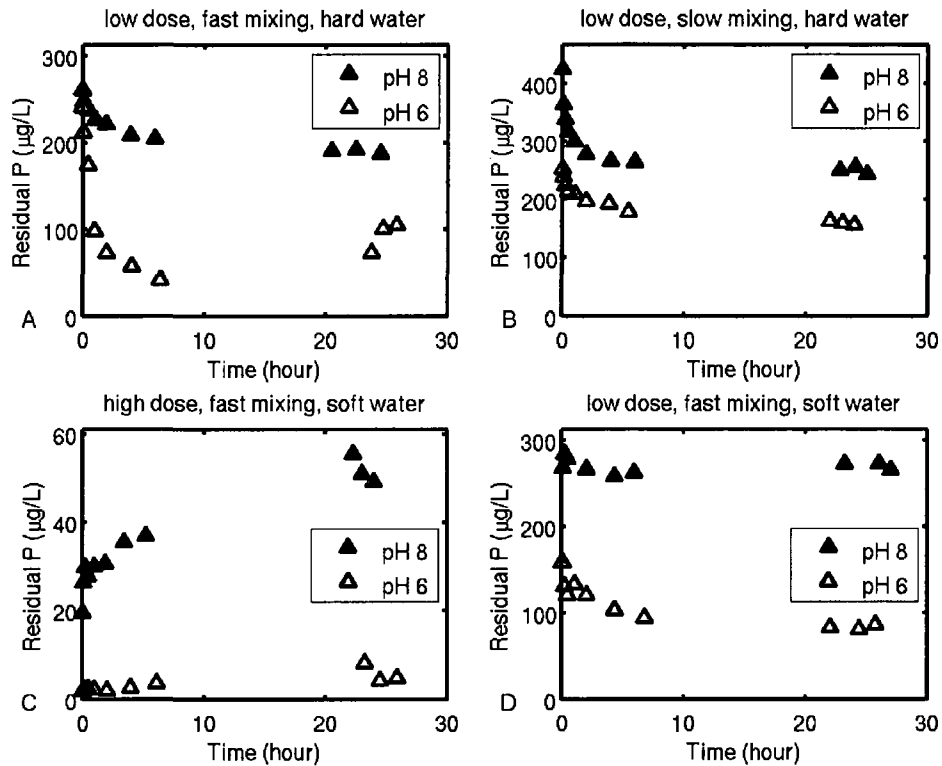 low dose, fast mixing, hard water
300
200
100
0
Residual P (µg/L)
pH 8
pH 6
A
0 10 20 30
Time (hour)
low dose, slow mixing, hard water
400
300
200
100
0
Residual P (µg/L)
pH 8
pH 6
B
0 10 20 30
Time (hour)
high dose, fast mixing, soft water
60
40
20
0
Residual P (µg/L)
pH 8
pH 6
C
0 10 20 30
Time (hour)
low dose, fast mixing, soft water
300
200
100
0
Residual P (µg/L)
pH 8
pH 6
D
0 10 20 30
Time (hour)